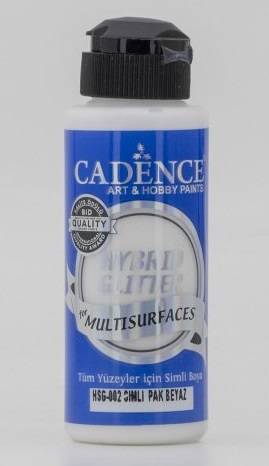 CADENCE
ART & HOBBY PAINTS
BID
QUALITY
HYBRID
GLITTER
for MULTISURFACES
Tüm Yüzeyler için Simli Boya
HSG-002 SIMLI PAK BEYAZ